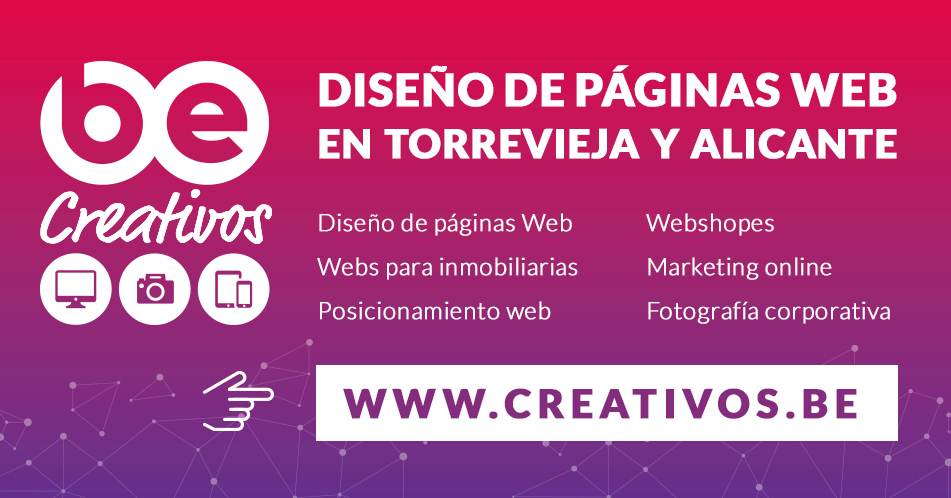 be
Creativos
DISEÑO DE PÁGINAS WEB
EN TORREVIEJA Y ALICANTE
Diseño de páginas Web
Webs para inmobiliarias
Posicionamiento web
Webshopes
Marketing online
Fotografía corporativa
WWW.CREATIVOS.BE